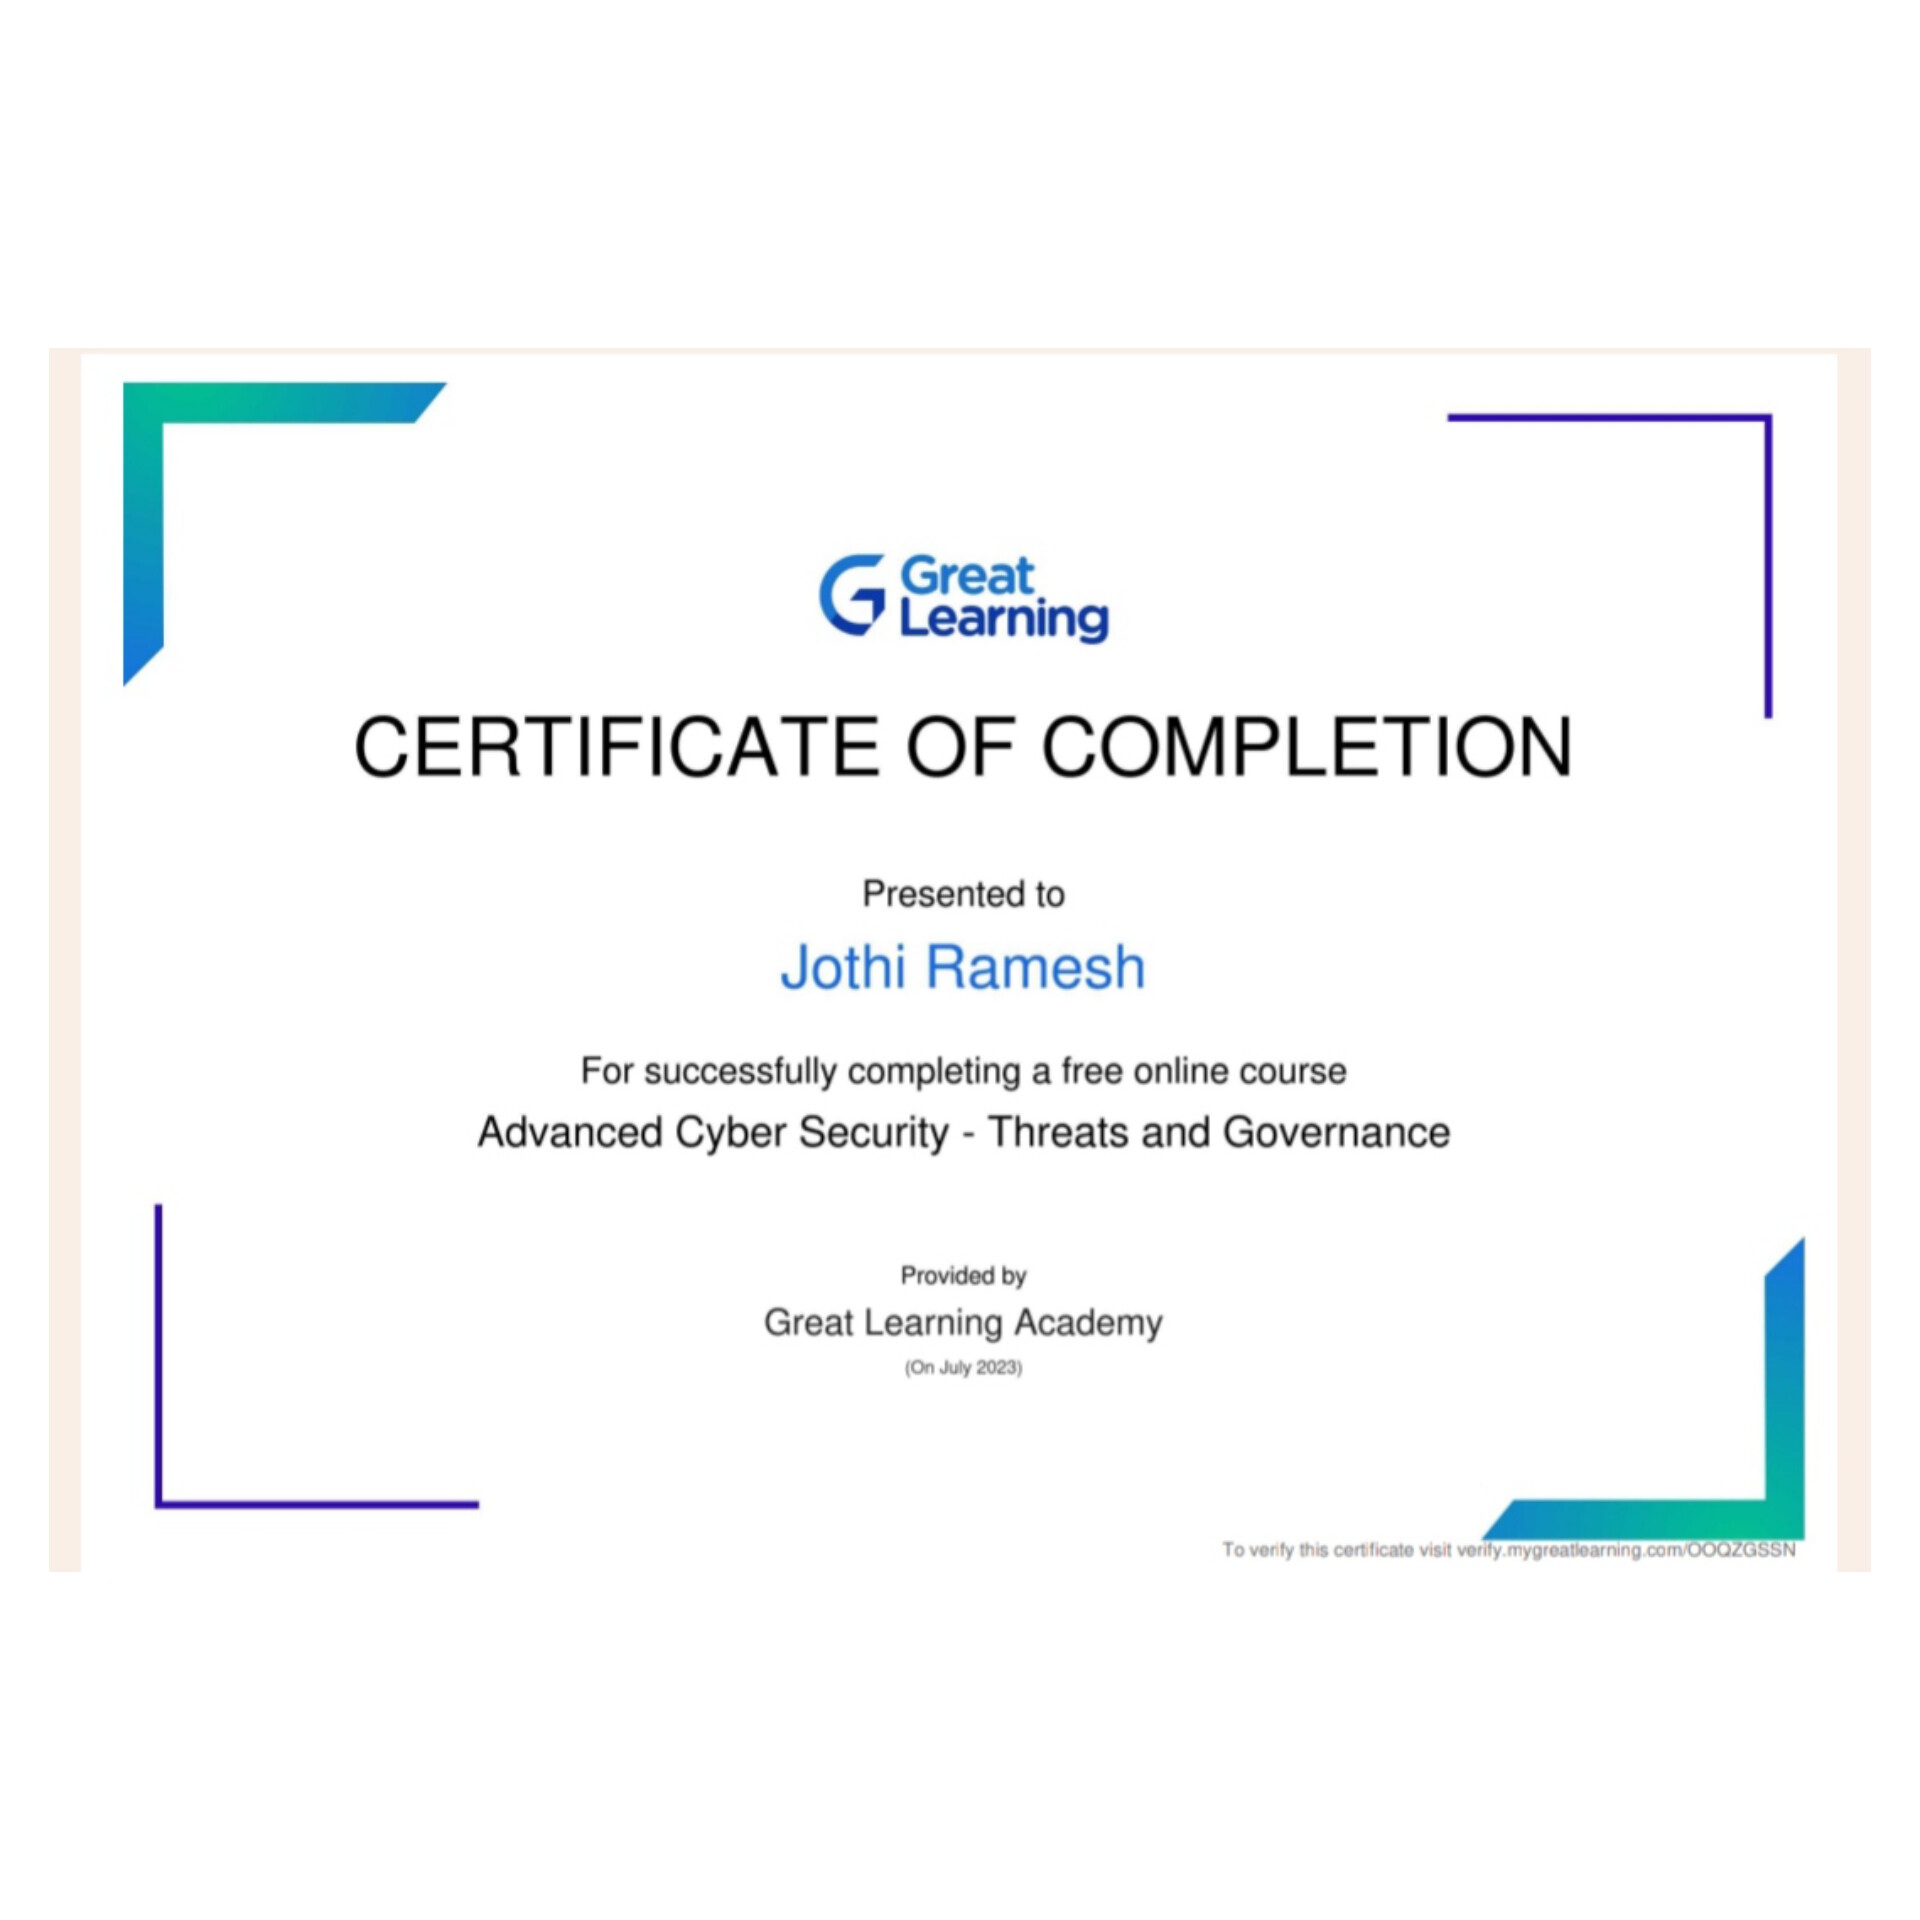 Great
Learning
CERTIFICATE OF COMPLETION
Presented to
Jothi Ramesh
For successfully completing a free online course
Advanced Cyber Security - Threats and Governance
Provided by
Great Learning Academy
(On July 2023)
To verify this certificate visit verify.mygreatlearning.com/OOQZGSSN